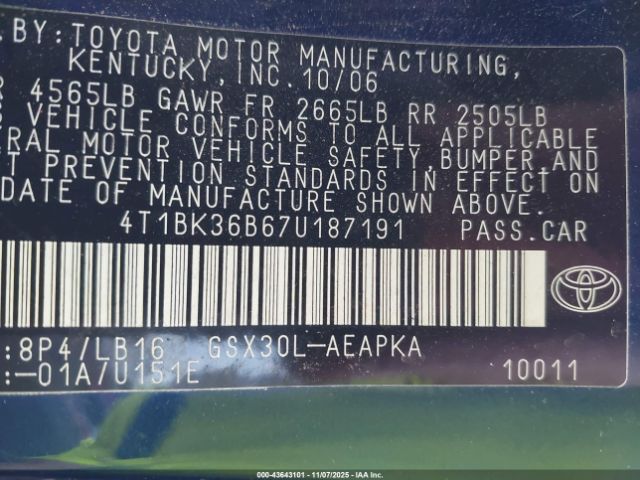 . BY: TOYOTA MOTOR MANUFACTURING,
KENTUCKY, INC. 10/06
4565LB GAWR FR 2665LB RR 2505LB
VEHICLE CONFORMS TO ALL APPLICABLE
ERAL MOTOR VEHICLE SAFETY, BUMPER, AND
T PREVENTION STANDARDS IN EFFECT ON
DATE OF MANUFACTURE SHOWN ABOVE.
4T1BK36B67U187191 PASS. CAR
:8P4/LB16 GSX30L-AEAPKA
:-01A/U151E 10011
000-43643101 - 11/07/2025 - IAA Inc.